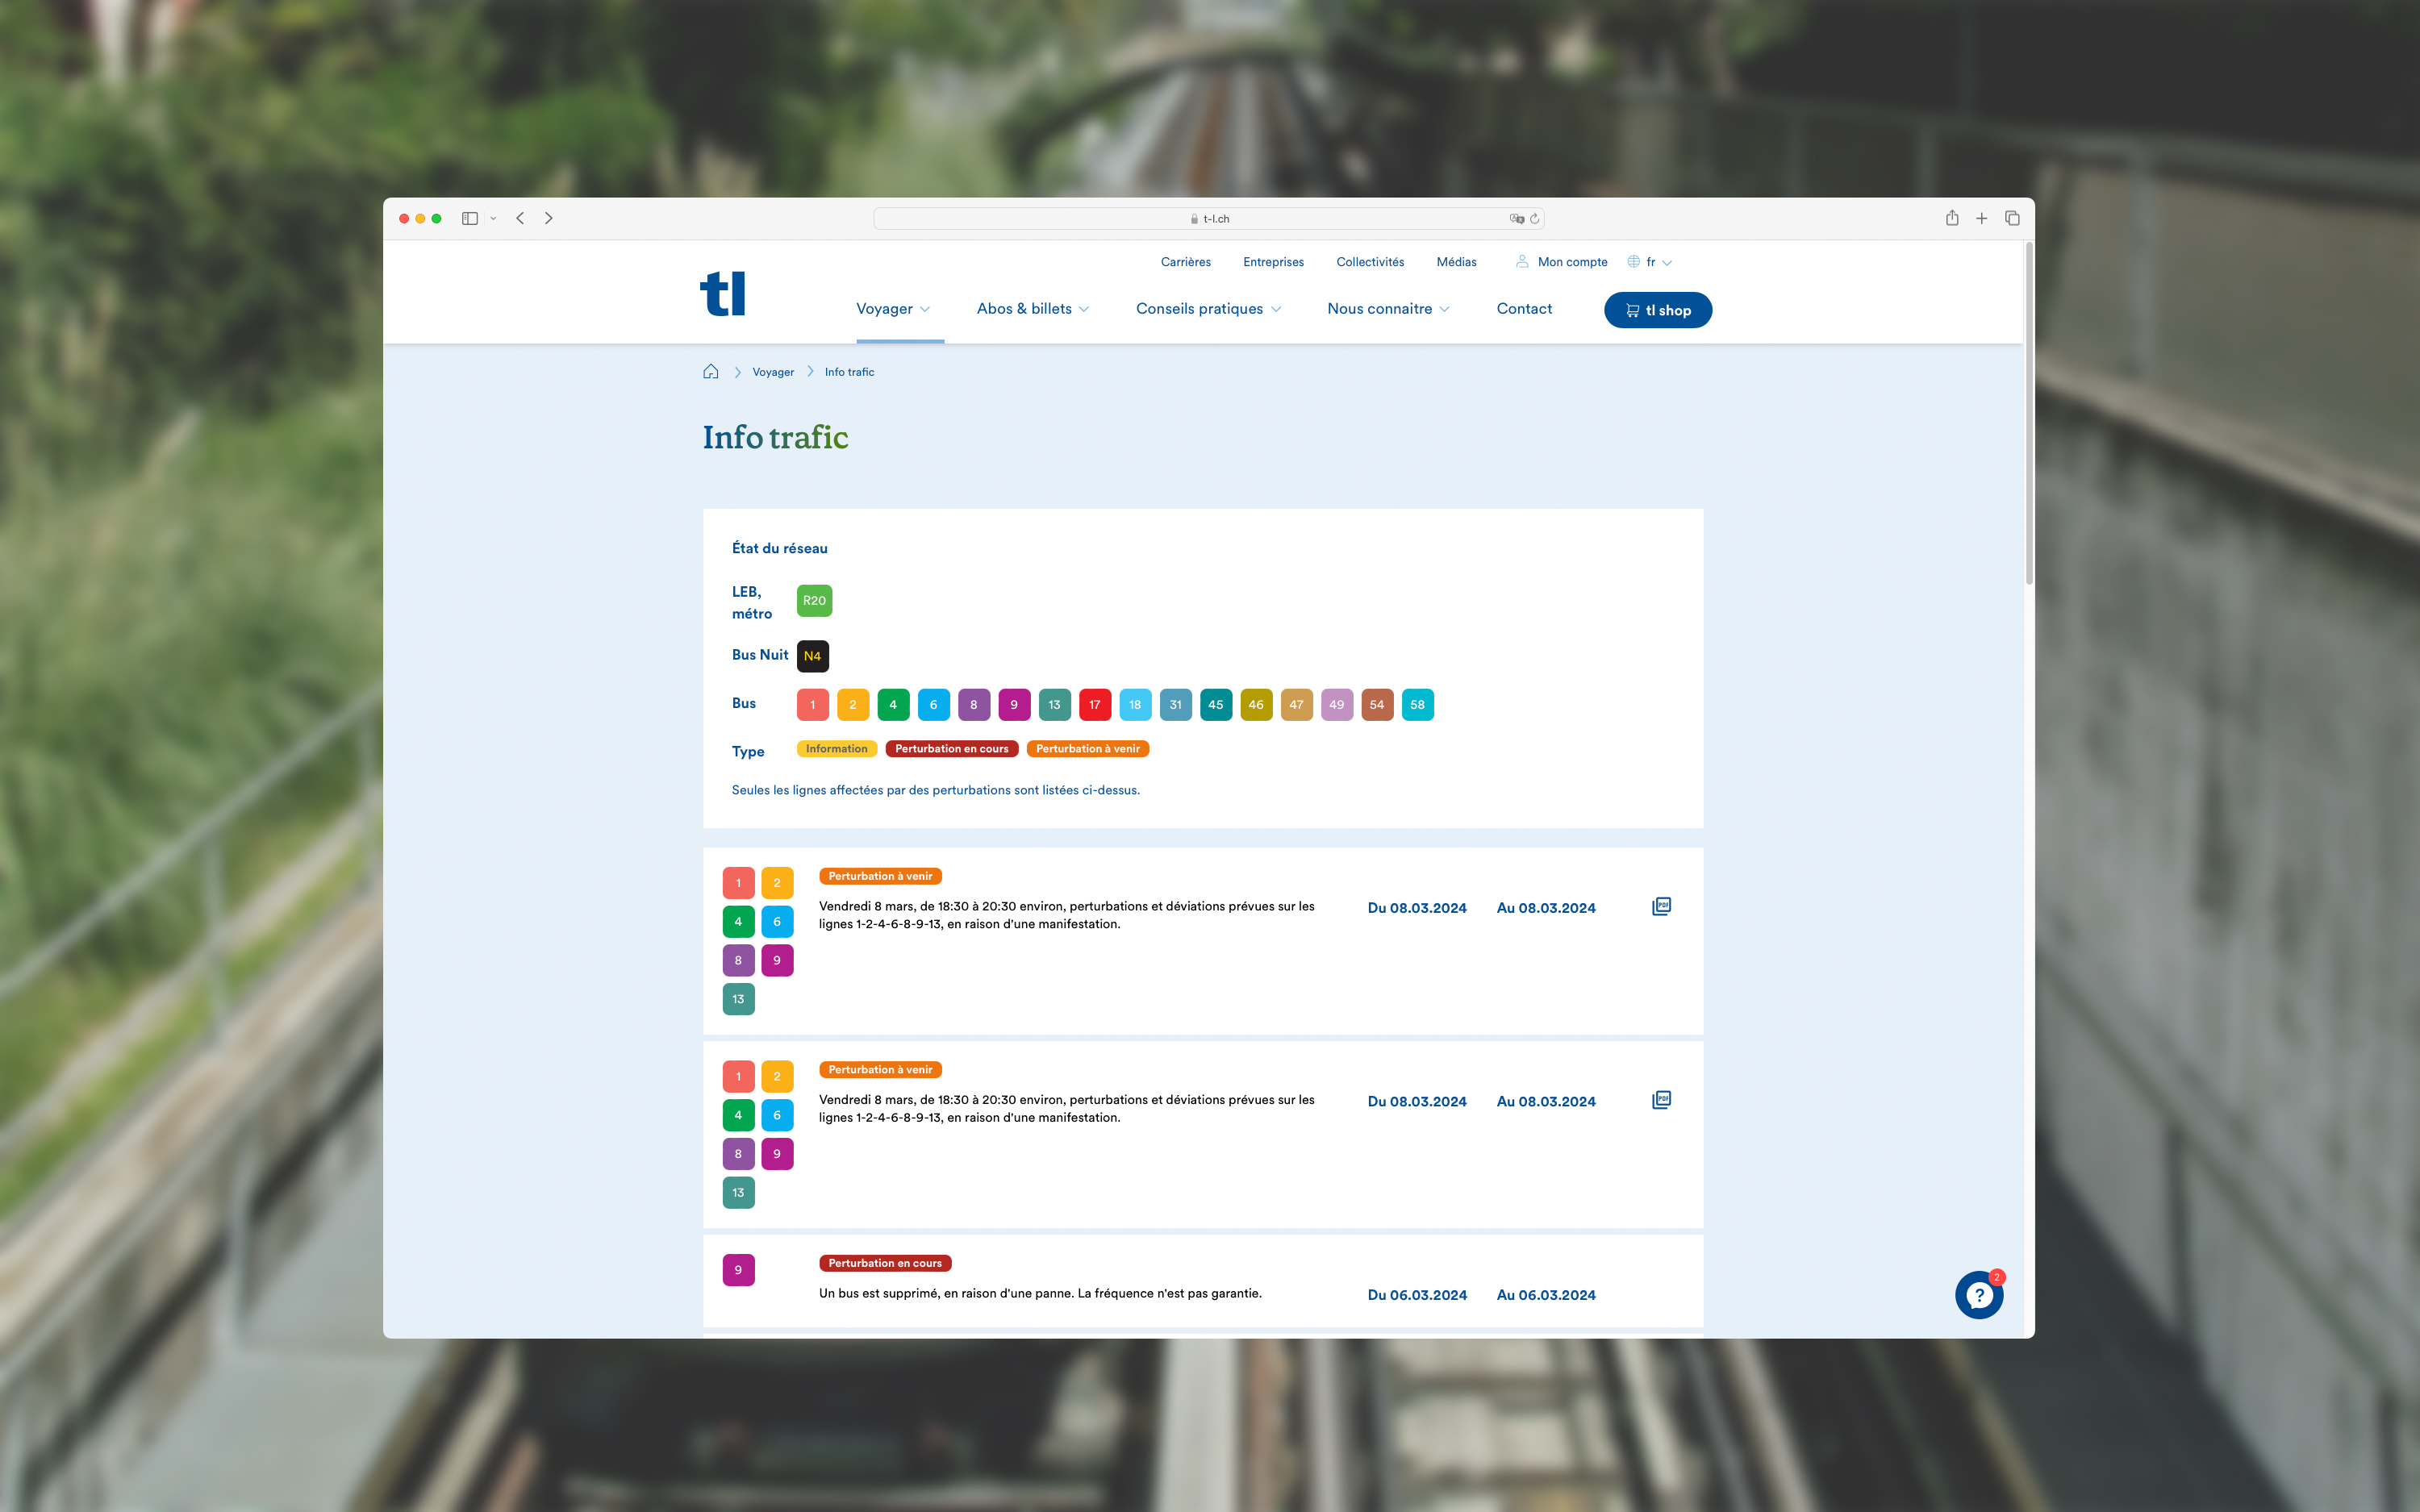 t-l.ch
Carrières Entreprises Collectivités Médias Mon compte fr
tl
Voyager Abos & billets Conseils pratiques Nous connaitre Contact tl shop
Voyager Info trafic
Info trafic
État du réseau
LEB,
métro
R20
Bus Nuit N4
Bus 1 2 4 6 8 9 13 17 18 31 45 46 47 49 54 58
Type Information Perturbation en cours Perturbation à venir
Seules les lignes affectées par des perturbations sont listées ci-dessus.
1 2
4 6
8 9
13
Perturbation à venir
Vendredi 8 mars, de 18:30 à 20:30 environ, perturbations et déviations prévues sur les
lignes 1-2-4-6-8-9-13, en raison d'une manifestation.
Du 08.03.2024 Au 08.03.2024 PDF
1 2
4 6
8 9
13
Perturbation à venir
Vendredi 8 mars, de 18:30 à 20:30 environ, perturbations et déviations prévues sur les
lignes 1-2-4-6-8-9-13, en raison d'une manifestation.
Du 08.03.2024 Au 08.03.2024 PDF
9
Perturbation en cours
Un bus est supprimé, en raison d'une panne. La fréquence n'est pas garantie.
Du 06.03.2024 Au 06.03.2024
? 2